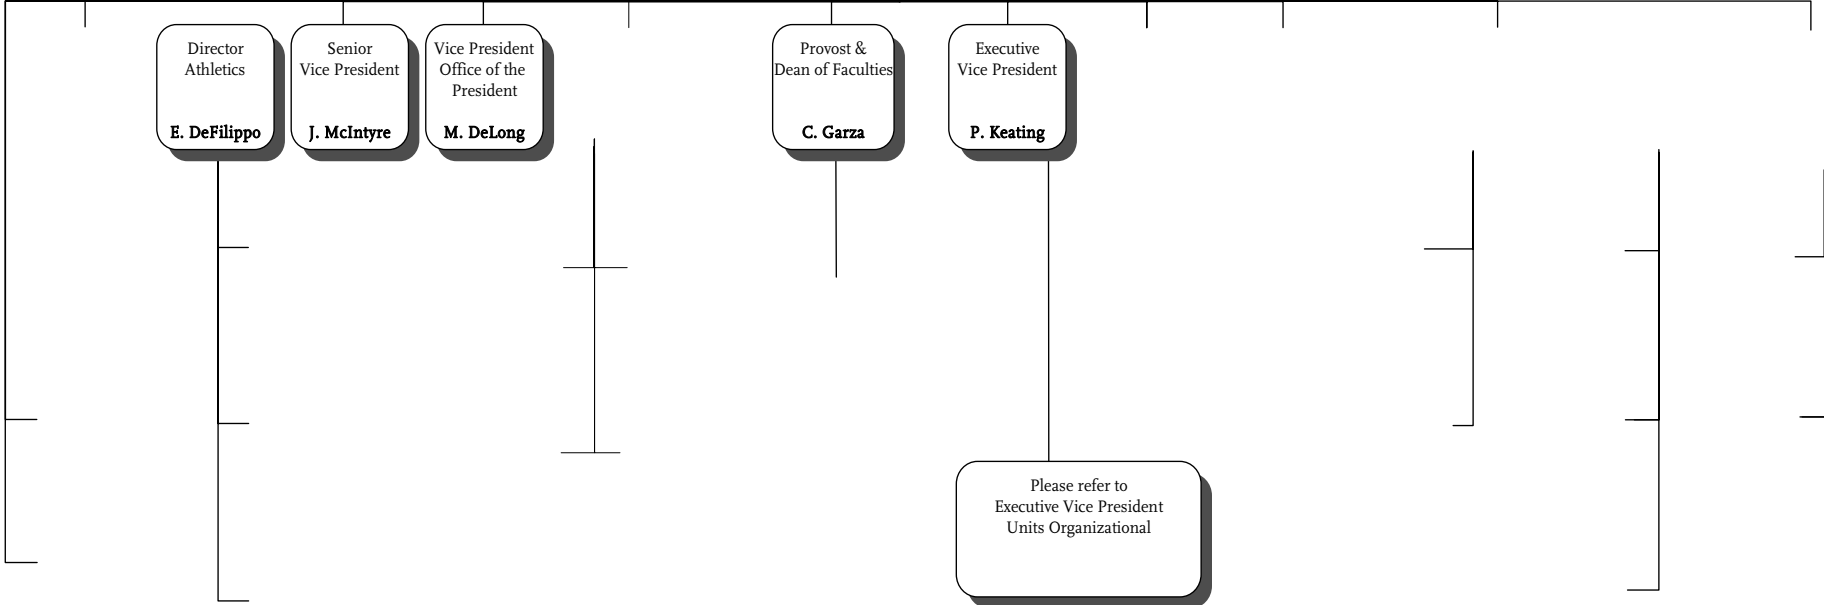 Director
Athletics
E. DeFilippo
Senior
Vice President
J. McIntyre
Vice President
Office of the
President
M. DeLong
Provost &
Dean of Faculties
C. Garza
Executive
Vice President
P. Keating
Please refer to
Executive Vice President
Units Organizational